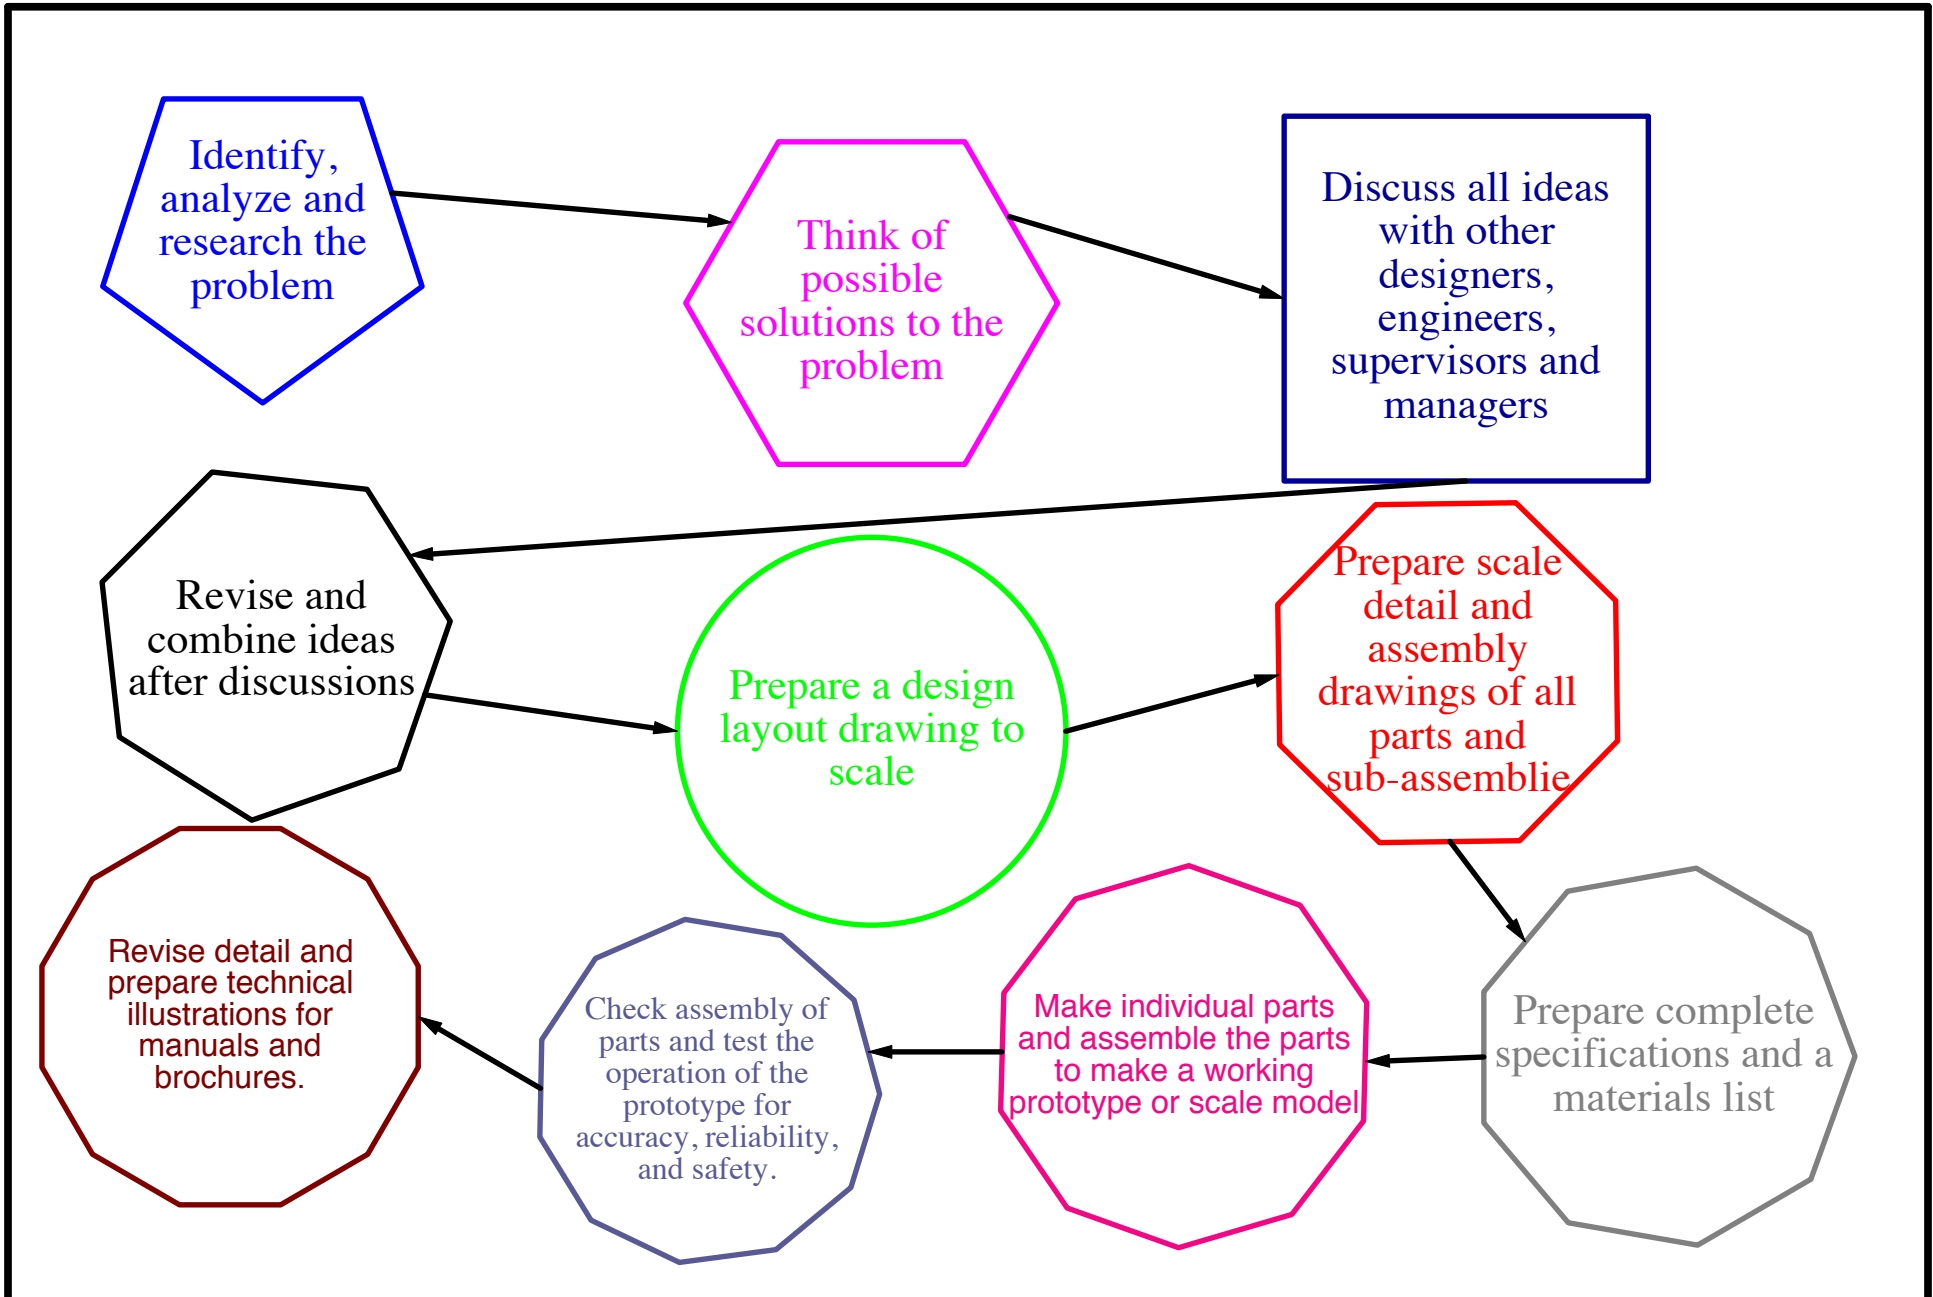 Identify,
analyze and
research the
problem
Think of
possible
solutions to the
problem
Discuss all ideas
with other
designers,
engineers,
supervisors and
managers
Revise and
combine ideas
after discussions
Prepare a design
layout drawing to
scale
Prepare scale
detail and
assembly
drawings of all
parts and
sub-assemblie
Prepare complete
specifications and a
materials list
Make individual parts
and assemble the parts
to make a working
prototype or scale model
Check assembly of
parts and test the
operation of the
prototype for
accuracy, reliability,
and safety.
Revise detail and
prepare technical
illustrations for
manuals and
brochures.